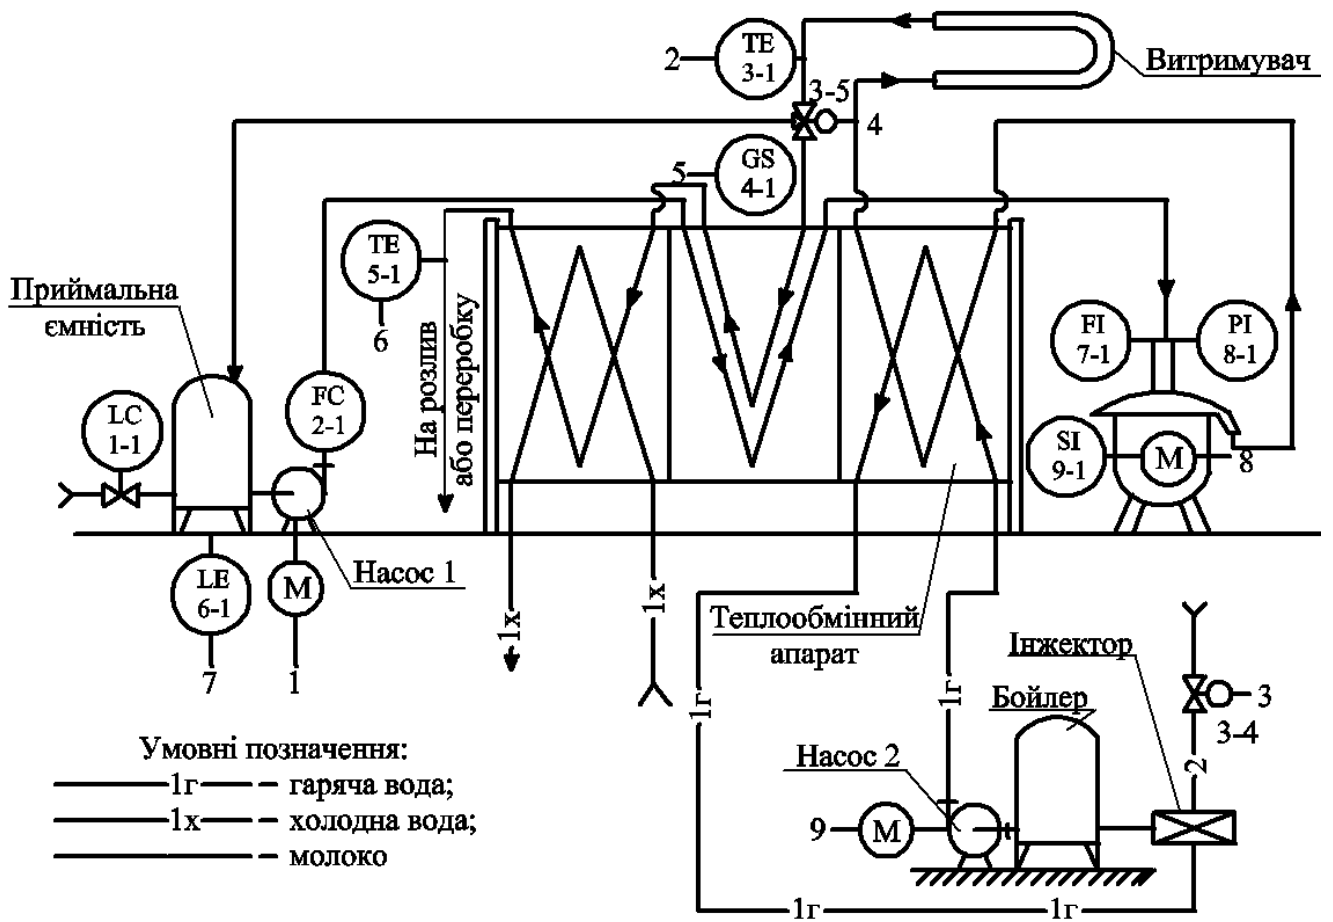 2
TE
3-1
Витримувач
3-5
4
GS
4-1
5
TE
5-1
6
Приймальна
ємність
FI
7-1
PI
8-1
FC
2-1
LC
1-1
На розлив
або переробку
SI
9-1
M
8
LE
6-1
M
Насос 1
7
1
1х
1х
Теплообмінний
апарат
Інжектор
1г
1г
Бойлер
3
3-4
2
Насос 2
9
M
Умовні позначення:
1г – гаряча вода;
1х – холодна вода;
– молоко
1г
1г